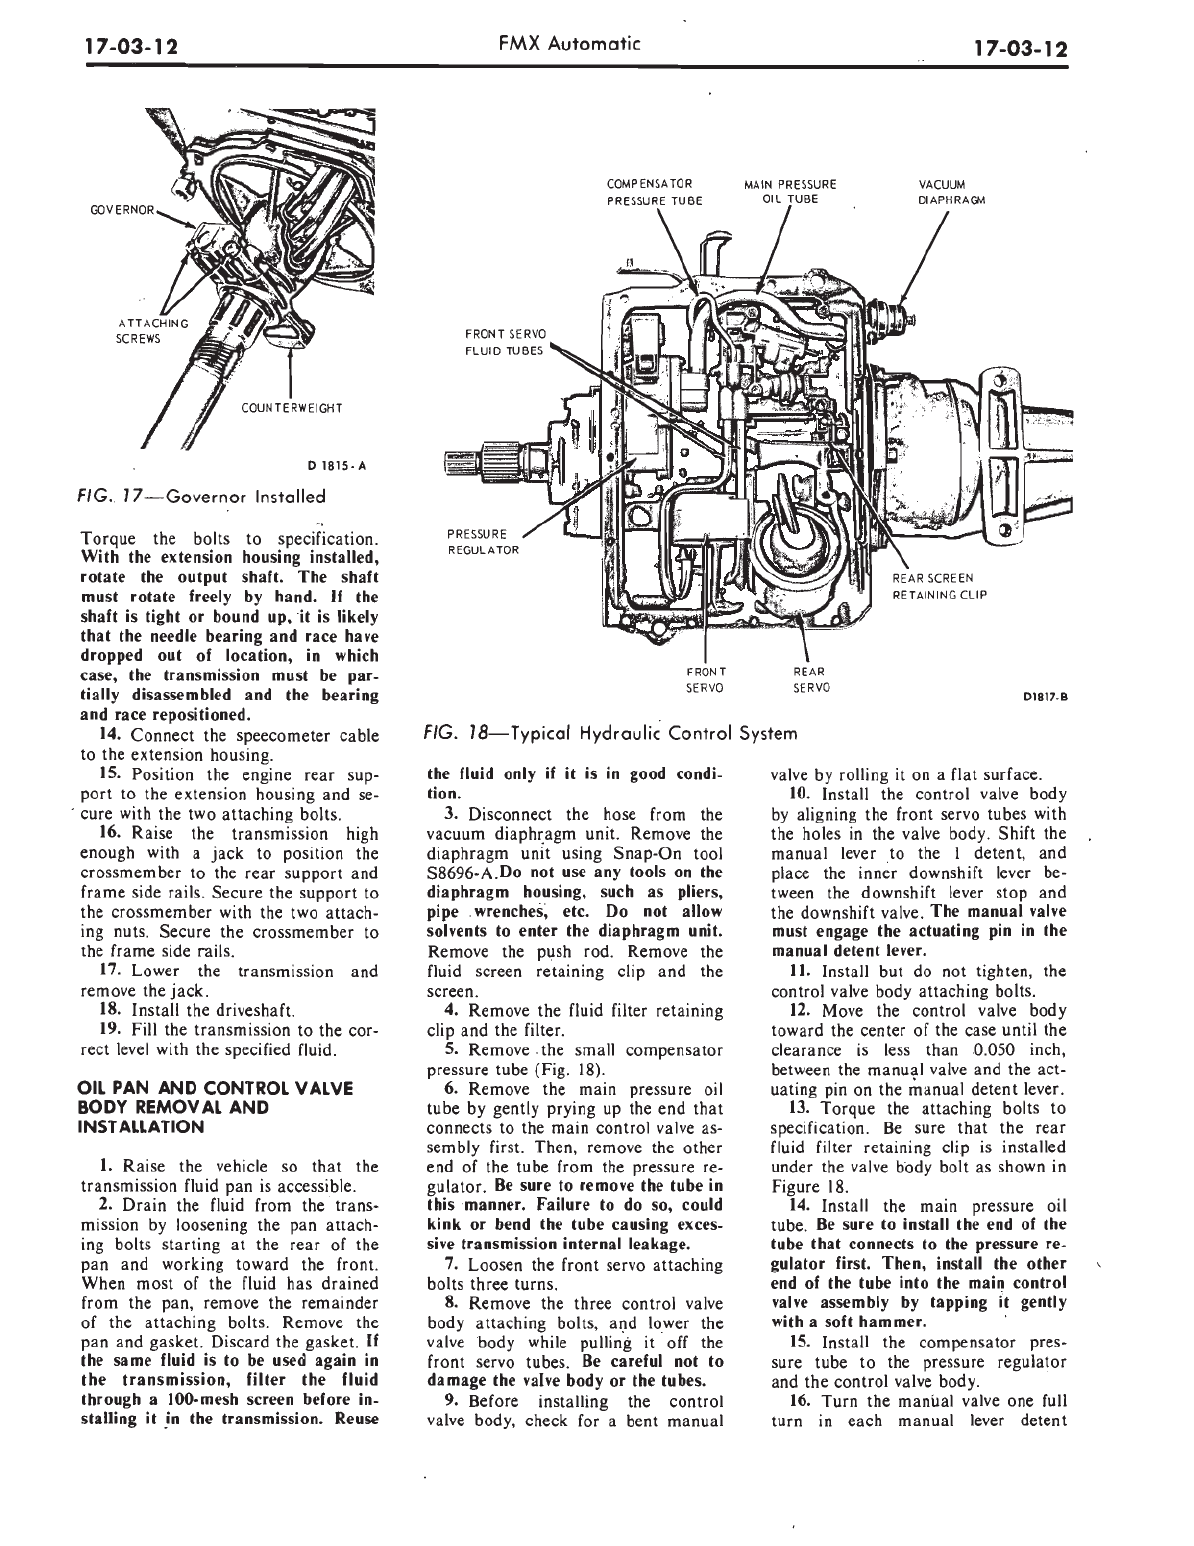 17-03-12
FMX Automatic
17-03-12
GOVERNOR
ATTACHING
SCREWS
COUNTERWEIGHT
D 1815-A
FIG. 17—Governor Installed
COMPENSATOR
PRESSURE TUBE
MAIN PRESSURE
OIL TUBE
VACUUM
DIAPHRAGM
FRONT SERVO
FLUID TUBES
PRESSURE
REGULATOR
REAR SCREEN
RETAINING CLIP
FRONT
SERVO
REAR
SERVO
D1817-B
FIG. 18—Typical Hydraulic Control System
Torque the bolts to specification.
With the extension housing installed,
rotate the output shaft. The shaft
must rotate freely by hand. If the
shaft is tight or bound up, it is likely
that the needle bearing and race have
dropped out of location, in which
case, the transmission must be par-
tially disassembled and the bearing
and race repositioned.
14. Connect the speecometer cable
to the extension housing.
15. Position the engine rear sup-
port to the extension housing and se-
cure with the two attaching bolts.
16. Raise the transmission high
enough with a jack to position the
crossmember to the rear support and
frame side rails. Secure the support to
the crossmember with the two attach-
ing nuts. Secure the crossmember to
the frame side rails.
17. Lower the transmission and
remove the jack.
18. Install the driveshaft.
19. Fill the transmission to the cor-
rect level with the specified fluid.
OIL PAN AND CONTROL VALVE
BODY REMOVAL AND
INSTALLATION
1. Raise the vehicle so that the
transmission fluid pan is accessible.
2. Drain the fluid from the trans-
mission by loosening the pan attach-
ing bolts starting at the rear of the
pan and working toward the front.
When most of the fluid has drained
from the pan, remove the remainder
of the attaching bolts. Remove the
pan and gasket. Discard the gasket. If
the same fluid is to be used again in
the transmission, filter the fluid
through a 100-mesh screen before in-
stalling it in the transmission. Reuse
the fluid only if it is in good condi-
tion.
3. Disconnect the hose from the
vacuum diaphragm unit. Remove the
diaphragm unit using Snap-On tool
S8696-A.Do not use any tools on the
diaphragm housing, such as pliers,
pipe wrenches, etc. Do not allow
solvents to enter the diaphragm unit.
Remove the push rod. Remove the
fluid screen retaining clip and the
screen.
4. Remove the fluid filter retaining
clip and the filter.
5. Remove the small compensator
pressure tube (Fig. 18).
6. Remove the main pressure oil
tube by gently prying up the end that
connects to the main control valve as-
sembly first. Then, remove the other
end of the tube from the pressure re-
gulator. Be sure to remove the tube in
this manner. Failure to do so, could
kink or bend the tube causing exces-
sive transmission internal leakage.
7. Loosen the front servo attaching
bolts three turns.
8. Remove the three control valve
body attaching bolts, and lower the
valve body while pulling it off the
front servo tubes. Be careful not to
damage the valve body or the tubes.
9. Before installing the control
valve body, check for a bent manual
valve by rolling it on a flat surface.
10. Install the control valve body
by aligning the front servo tubes with
the holes in the valve body. Shift the
manual lever to the 1 detent, and
place the inner downshift lever be-
tween the downshift lever stop and
the downshift valve. The manual valve
must engage the actuating pin in the
manual detent lever.
11. Install but do not tighten, the
control valve body attaching bolts.
12. Move the control valve body
toward the center of the case until the
clearance is less than 0.050 inch,
between the manual valve and the act-
uating pin on the manual detent lever.
13. Torque the attaching bolts to
specification. Be sure that the rear
fluid filter retaining clip is installed
under the valve body bolt as shown in
Figure 18.
14. Install the main pressure oil
tube. Be sure to install the end of the
tube that connects to the pressure re-
gulator first. Then, install the other
end of the tube into the main control
valve assembly by tapping it gently
with a soft hammer.
15. Install the compensator pres-
sure tube to the pressure regulator
and the control valve body.
16. Turn the manual valve one full
turn in each manual lever detent